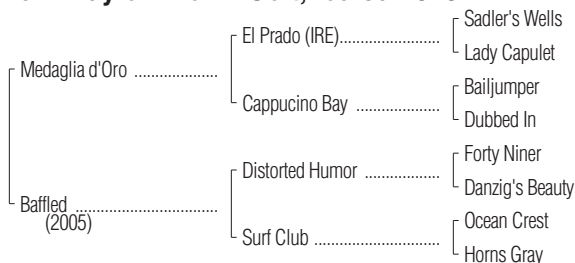 Sadler's Wells
El Prado (IRE)....................
Lady Capulet
Medaglia d'Oro ....................
Bailjumper
Cappucino Bay ....................
Dubbed In
Forty Niner
Distorted Humor ..................
Danzig's Beauty
Baffled ..................................
(2005)
Ocean Crest
Surf Club ..............................
Horns Gray